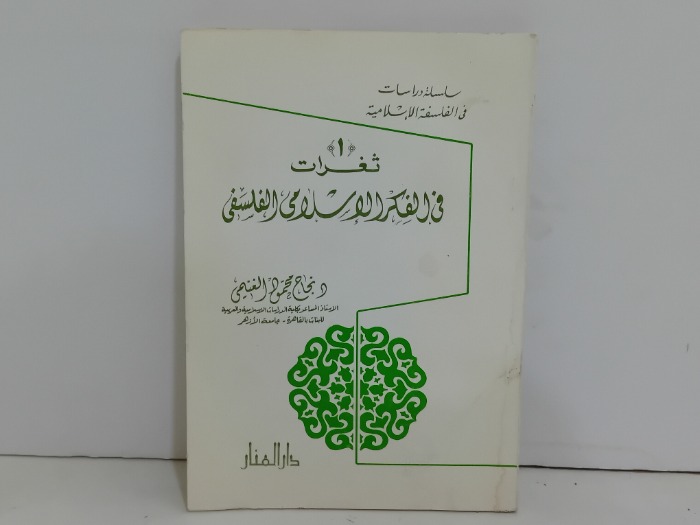 سلسلة دراسات
في الفلسفة الإسلامية
﴿١﴾
ثغرات
في الفكر الإسلامي الفلسفي
د. نجاح محمود الغنيمي
الأستاذ المساعد بكلية الدراسات الإسلامية والعربية
للبنات بالقاهرة - جامعة الأزهر
دار المنار